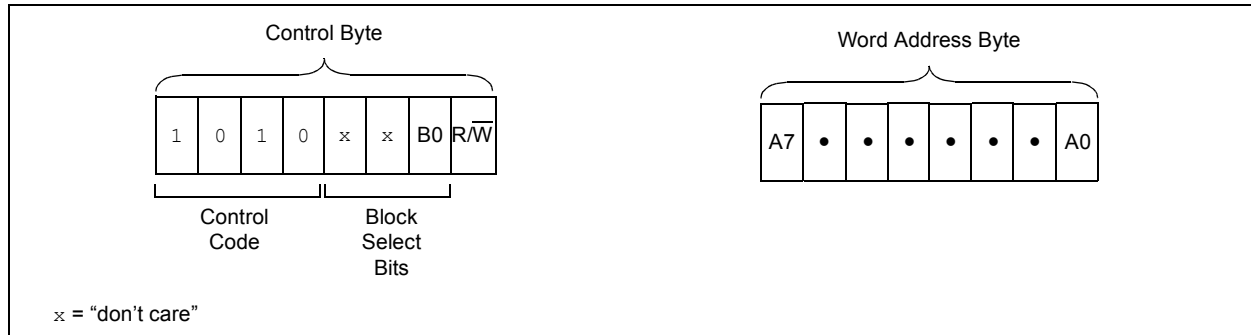 Control Byte
1 0 1 0 x x B0 R/W̅
Control
Code
Block
Select
Bits
Word Address Byte
A7 • • • • • • A0
x = “don’t care”